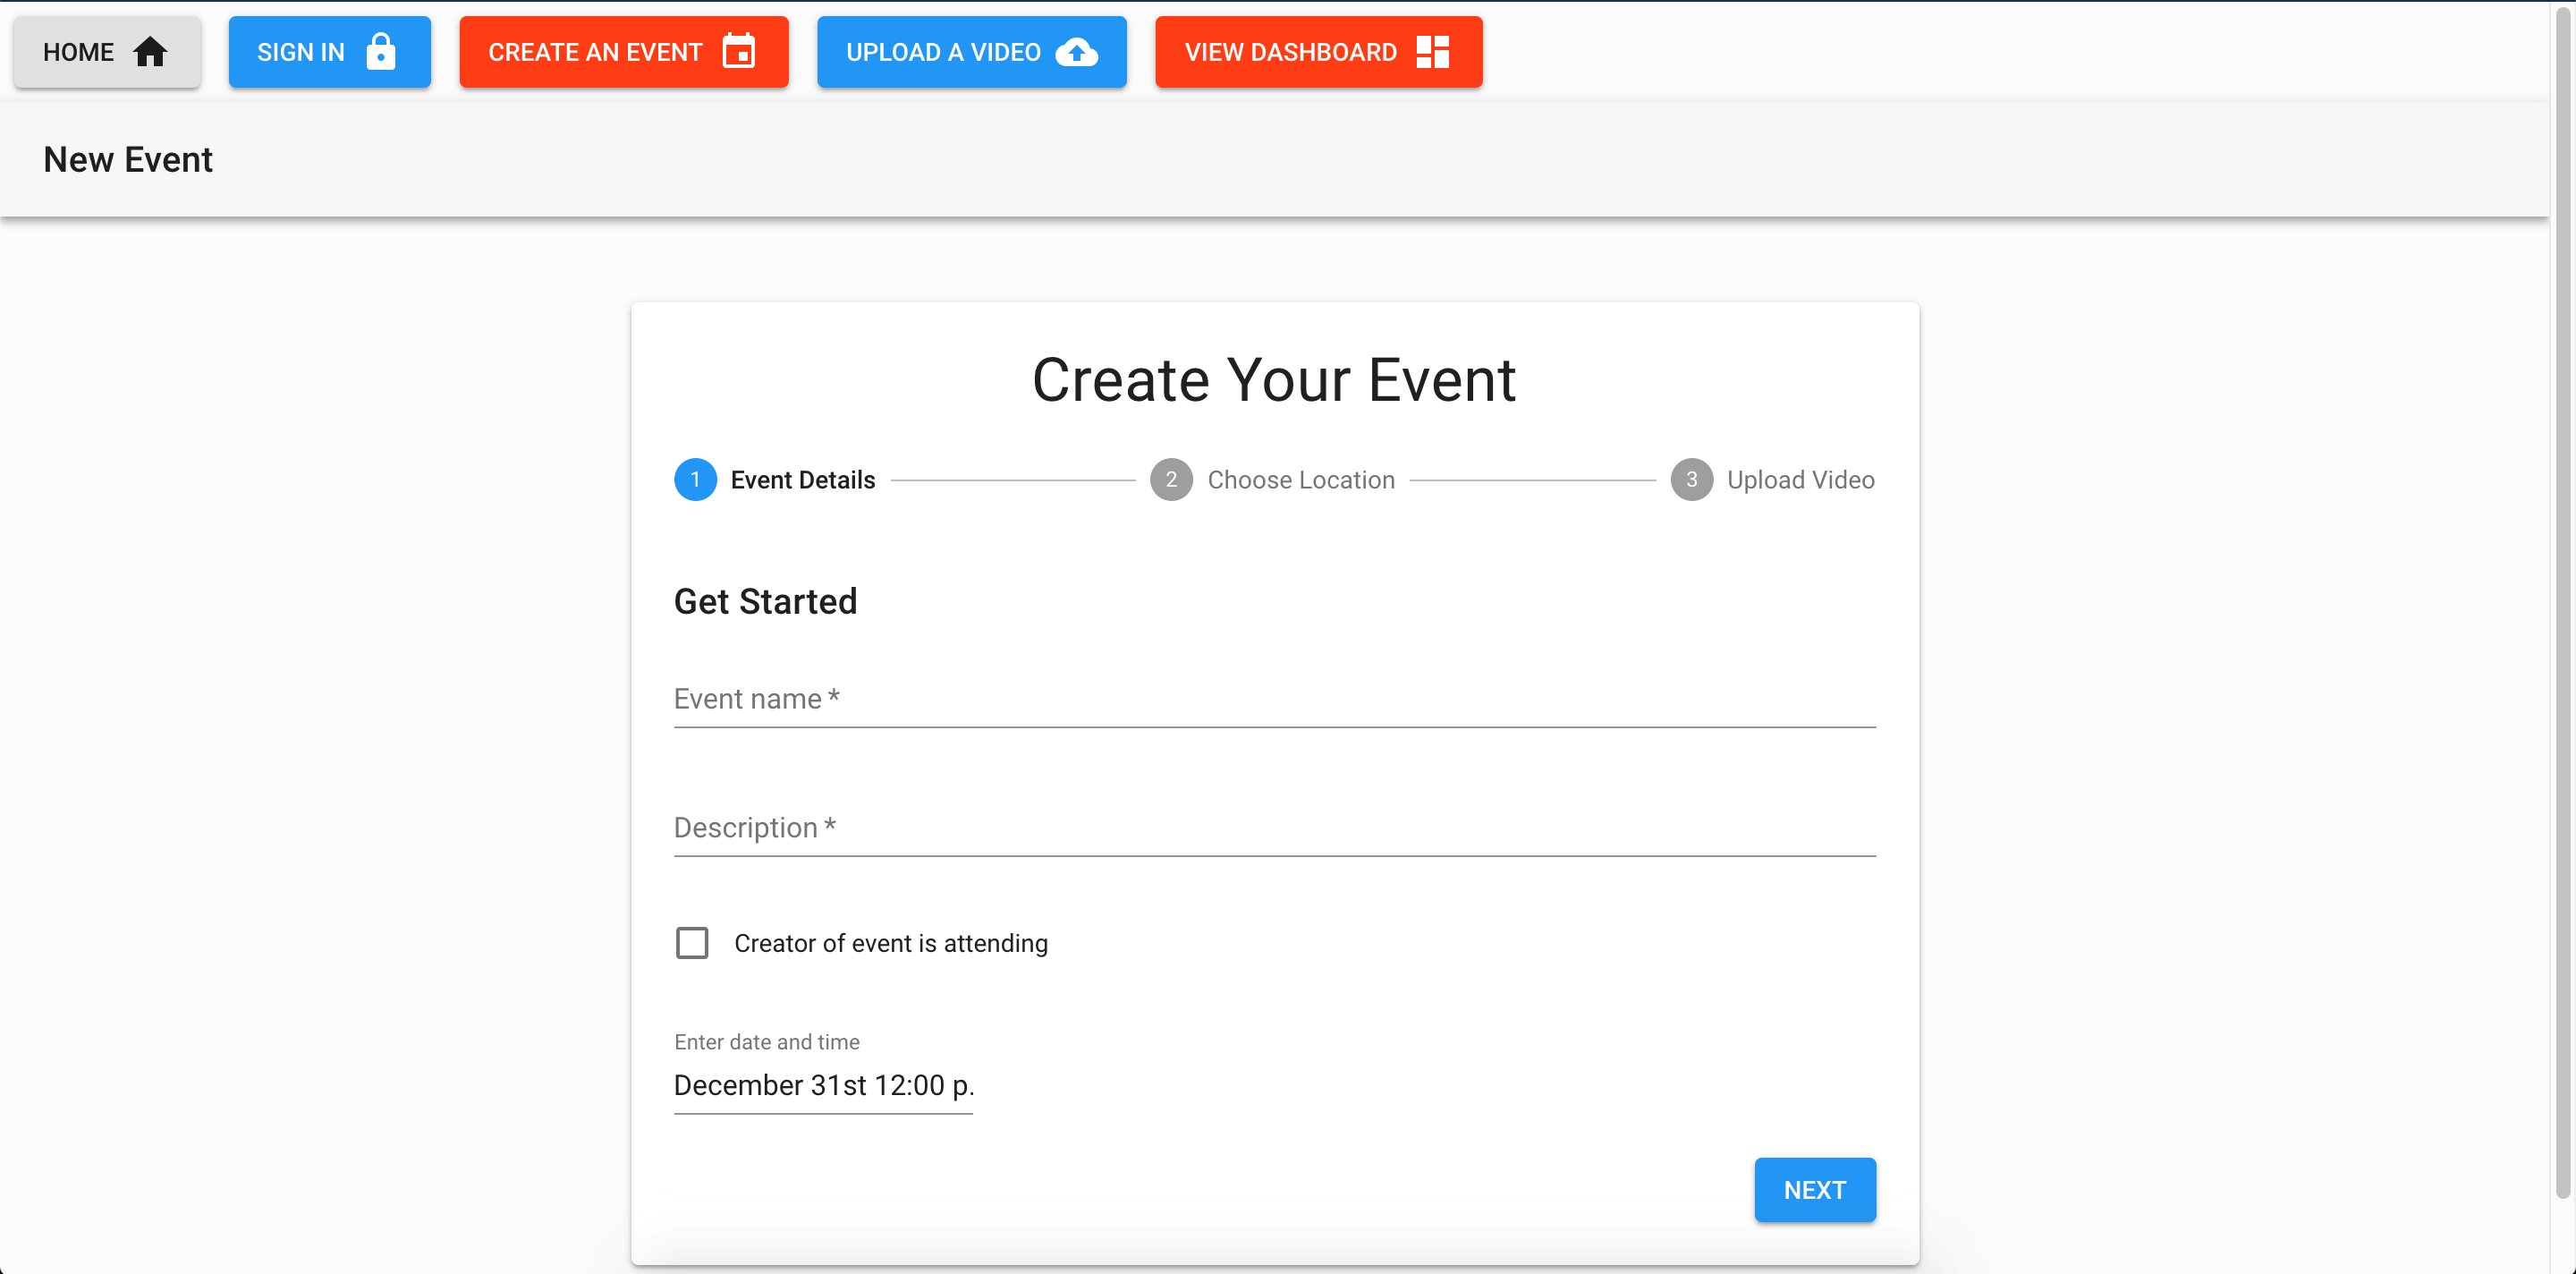 HOME SIGN IN CREATE AN EVENT UPLOAD A VIDEO VIEW DASHBOARD
New Event
Create Your Event
1 Event Details 2 Choose Location 3 Upload Video
Get Started
Event name *
Description *
Creator of event is attending
Enter date and time
December 31st 12:00 p.
NEXT